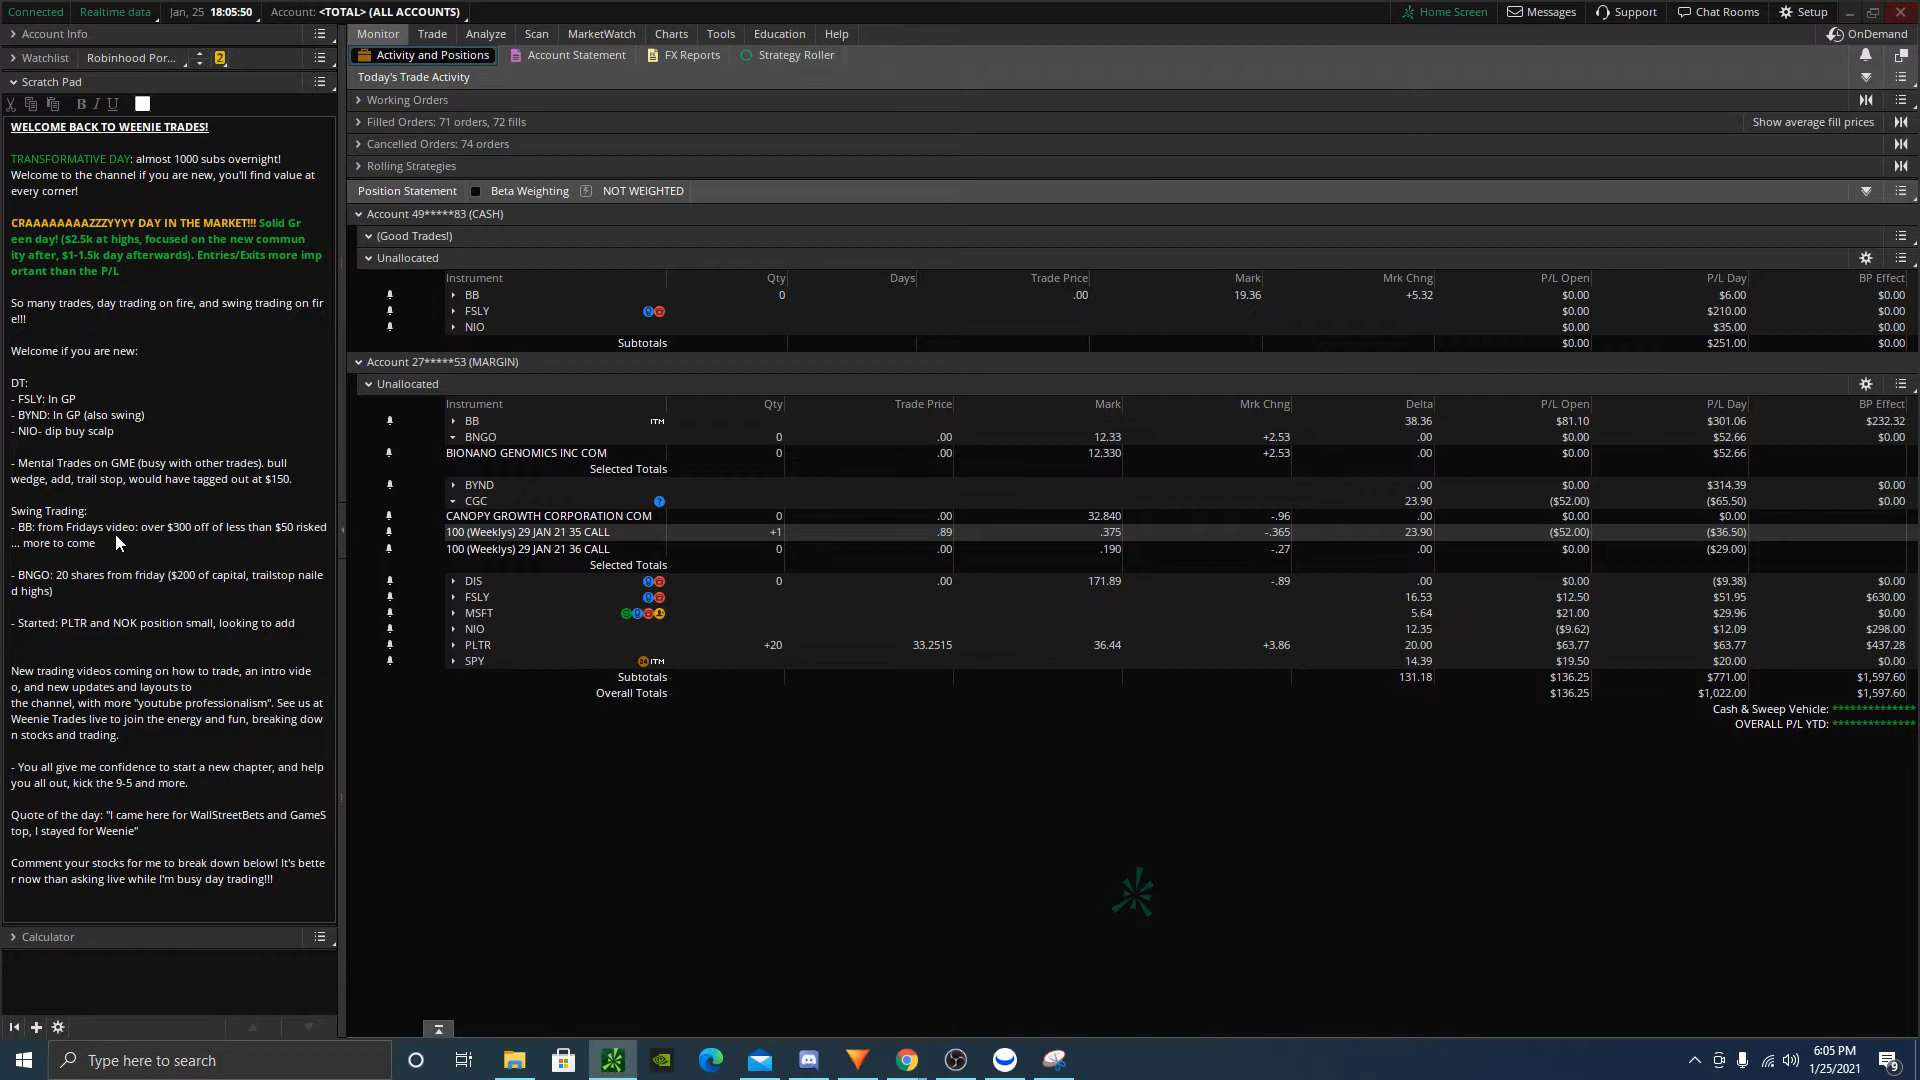 Connected Realtime data Jan, 25 18:05:50 Account: <TOTAL> (ALL ACCOUNTS) Home Screen Messages Support Chat Rooms Setup
Account Info
Monitor Trade Analyze Scan MarketWatch Charts Tools Education Help OnDemand
Watchlist Robinhood Por... 2
Activity and Positions Account Statement FX Reports Strategy Roller
Scratch Pad
B I U
WELCOME BACK TO WEENIE TRADES!
TRANSFORMATIVE DAY: almost 1000 subs overnight!
Welcome to the channel if you are new, you'll find value at
every corner!
CRAAAAAAAAZZZYYYY DAY IN THE MARKET!!! Solid Gr
een day! ($2.5k at highs, focused on the new commun
ity after, $1-1.5k day afterwards). Entries/Exits more imp
ortant than the P/L
So many trades, day trading on fire, and swing trading on fir
e!!!
Welcome if you are new:
DT:
- FSLY: In GP
- BYND: In GP (also swing)
- NIO- dip buy scalp
- Mental Trades on GME (busy with other trades). bull
wedge, add, trail stop, would have tagged out at $150.
Swing Trading:
- BB: from Fridays video: over $300 off of less than $50 risked
... more to come
- BNGO: 20 shares from friday ($200 of capital, trailstop naile
d highs)
- Started: PLTR and NOK position small, looking to add
New trading videos coming on how to trade, an intro vide
o, and new updates and layouts to
the channel, with more "youtube professionalism". See us at
Weenie Trades live to join the energy and fun, breaking dow
n stocks and trading.
- You all give me confidence to start a new chapter, and help
you all out, kick the 9-5 and more.
Quote of the day: "I came here for WallStreetBets and GameS
top, I stayed for Weenie"
Comment your stocks for me to break down below! It's bette
r now than asking live while I'm busy day trading!!!
Calculator
Today's Trade Activity
Working Orders
Filled Orders: 71 orders, 72 fills Show average fill prices
Cancelled Orders: 74 orders
Rolling Strategies
Position Statement Beta Weighting NOT WEIGHTED
Account 49*****83 (CASH)
(Good Trades!)
Unallocated
Instrument Qty Days Trade Price Mark Mrk Chng P/L Open P/L Day BP Effect
BB 0 .00 19.36 +5.32 $0.00 $6.00 $0.00
FSLY $0.00 $210.00 $0.00
NIO $0.00 $35.00 $0.00
Subtotals $0.00 $251.00 $0.00
Account 27*****53 (MARGIN)
Unallocated
Instrument Qty Trade Price Mark Mrk Chng Delta P/L Open P/L Day BP Effect
BB ITM 38.36 $81.10 $301.06 $232.32
BNGO 0 .00 12.33 +2.53 .00 $0.00 $52.66 $0.00
BIONANO GENOMICS INC COM 0 .00 12.330 +2.53 .00 $0.00 $52.66
Selected Totals
BYND .00 $0.00 $314.39 $0.00
CGC 23.90 ($52.00) ($65.50) $0.00
CANOPY GROWTH CORPORATION COM 0 .00 32.840 -.96 .00 $0.00 $0.00
100 (Weeklys) 29 JAN 21 35 CALL +1 .89 .375 -.365 23.90 ($52.00) ($36.50)
100 (Weeklys) 29 JAN 21 36 CALL 0 .00 .190 -.27 .00 $0.00 ($29.00)
Selected Totals
DIS 0 .00 171.89 -.89 .00 $0.00 ($9.38) $0.00
FSLY 16.53 $12.50 $51.95 $630.00
MSFT 5.64 $21.00 $29.96 $0.00
NIO 12.35 ($9.62) $12.09 $298.00
PLTR +20 33.2515 36.44 +3.86 20.00 $63.77 $63.77 $437.28
SPY ITM 14.39 $19.50 $20.00 $0.00
Subtotals 131.18 $136.25 $771.00 $1,597.60
Overall Totals $136.25 $1,022.00 $1,597.60
Cash & Sweep Vehicle: **************
OVERALL P/L YTD: **************
Type here to search
6:05 PM
1/25/2021
9